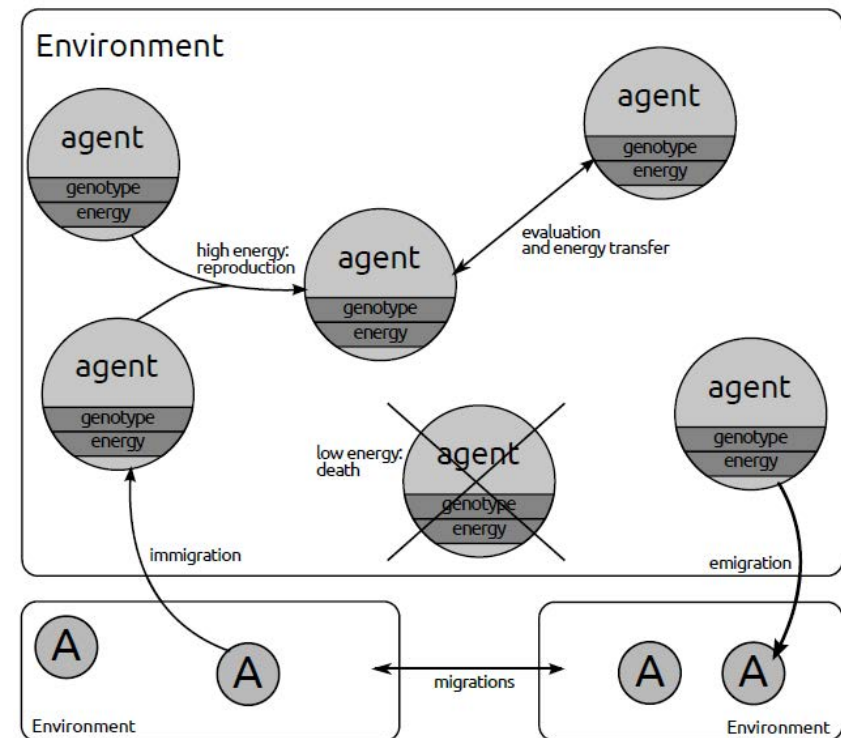 Environment
agent
genotype
energy
agent
genotype
energy
high energy:
reproduction
agent
genotype
energy
evaluation
and energy transfer
agent
genotype
energy
agent
genotype
energy
low energy:
death
agent
genotype
energy
immigration
emigration
A
A
Environment
migrations
A
A
Environment